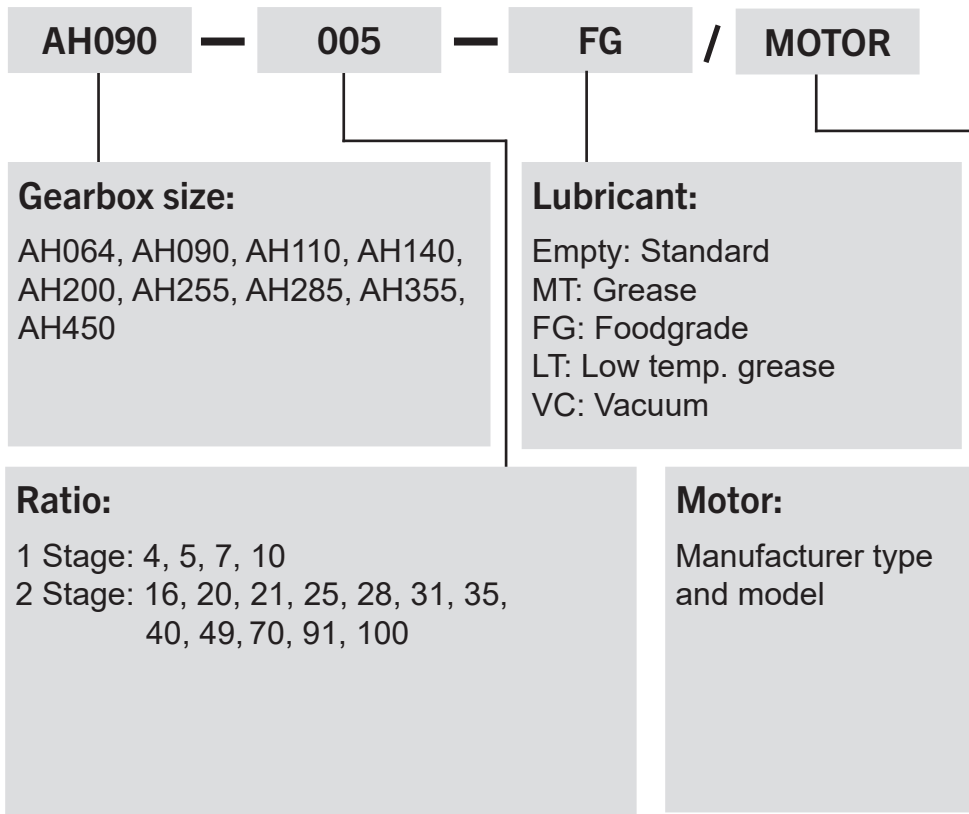 AH090 — 005 — FG / MOTOR
Gearbox size:
AH064, AH090, AH110, AH140,
AH200, AH255, AH285, AH355,
AH450
Lubricant:
Empty: Standard
MT: Grease
FG: Foodgrade
LT: Low temp. grease
VC: Vacuum
Ratio:
1 Stage: 4, 5, 7, 10
2 Stage: 16, 20, 21, 25, 28, 31, 35,
40, 49, 70, 91, 100
Motor:
Manufacturer type
and model